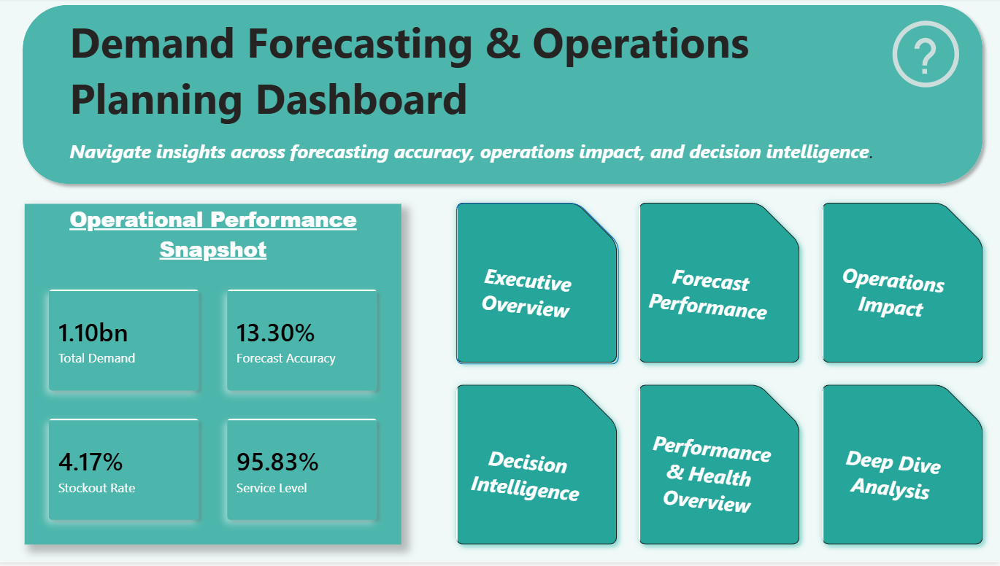 Demand Forecasting & Operations
Planning Dashboard
?
Navigate insights across forecasting accuracy, operations impact, and decision intelligence.
Operational Performance
Snapshot
1.10bn
Total Demand
13.30%
Forecast Accuracy
4.17%
Stockout Rate
95.83%
Service Level
Executive
Overview
Forecast
Performance
Operations
Impact
Decision
Intelligence
Performance
& Health
Overview
Deep Dive
Analysis